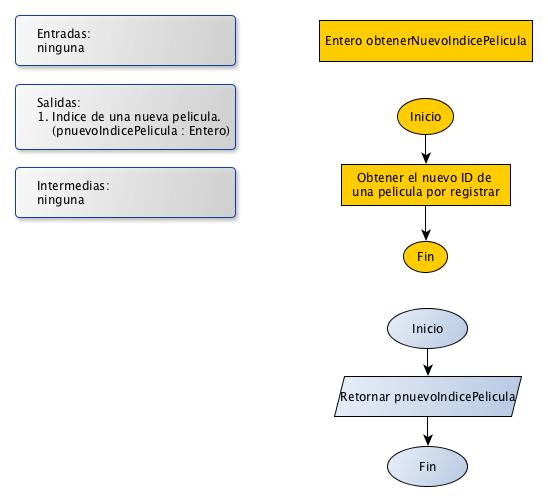 Entradas:
ninguna
Salidas:
1. Indice de una nueva pelicula.
(pnuevoIndicePelicula : Entero)
Intermedias:
ninguna
Entero obtenerNuevoIndicePelicula
Inicio
Obtener el nuevo ID de
una pelicula por registrar
Fin
Inicio
Retornar pnuevoIndicePelicula
Fin